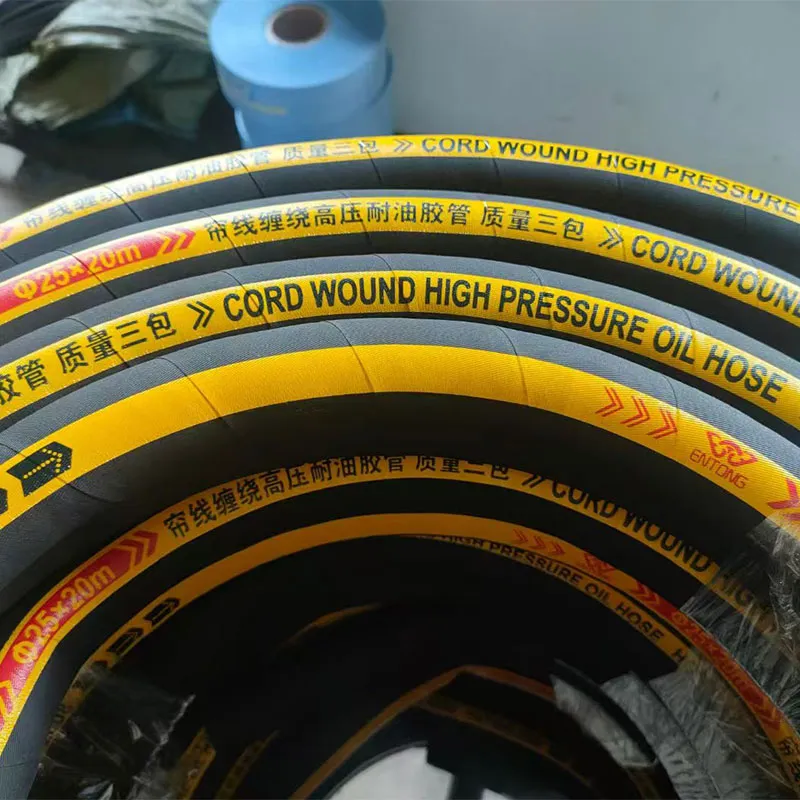 帘线缠绕高压耐油胶管 质量三包 >> CORD WOUND HIGH PRESSURE
Φ25×20m >> 帘线缠绕高压耐油胶管 质量三包 >> CORD WOUND
胶管 质量三包 >> CORD WOUND HIGH PRESSURE OIL HOSE
>>> ENTONG
Φ25×20m >> 帘线缠绕高压耐油胶管 质量三包 >> CORD WOUND HIGH
HIGH PRESSURE OIL HOSE